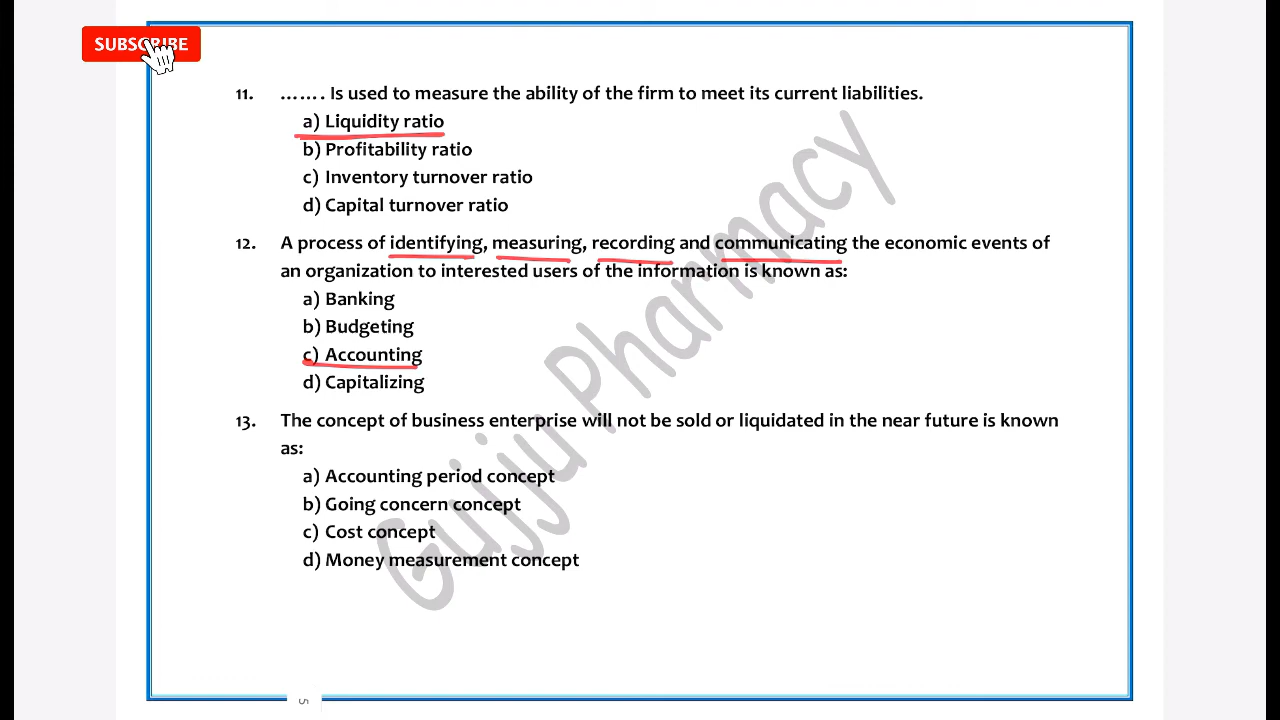 SUBSCRIBE
11. ....... Is used to measure the ability of the firm to meet its current liabilities.
a) Liquidity ratio
b) Profitability ratio
c) Inventory turnover ratio
d) Capital turnover ratio
12. A process of identifying, measuring, recording and communicating the economic events of
an organization to interested users of the information is known as:
a) Banking
b) Budgeting
c) Accounting
d) Capitalizing
13. The concept of business enterprise will not be sold or liquidated in the near future is known
as:
a) Accounting period concept
b) Going concern concept
c) Cost concept
d) Money measurement concept
Gujju Pharmacy
5